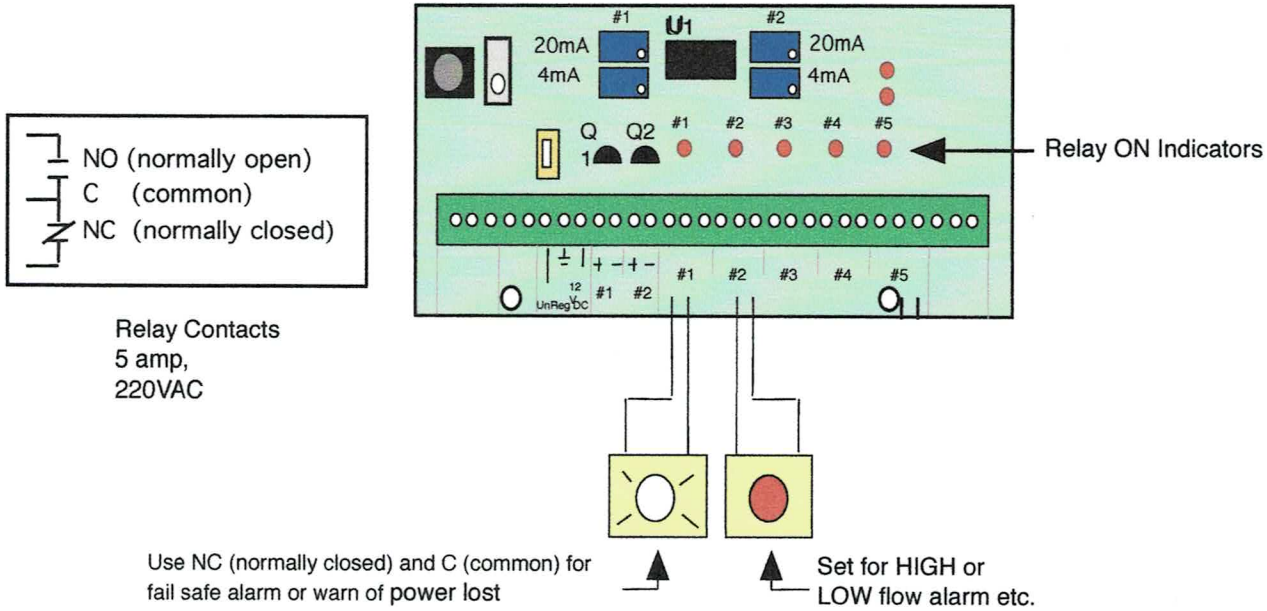 #1 U1 #2
20mA 20mA
4mA 4mA
Q Q2 #1 #2 #3 #4 #5
1
Relay ON Indicators
NO (normally open)
C (common)
NC (normally closed)
+ - + -
12
V
UnReg DC
#1 #2 #1 #2 #3 #4 #5
Relay Contacts
5 amp,
220VAC
Use NC (normally closed) and C (common) for
fail safe alarm or warn of power lost
Set for HIGH or
LOW flow alarm etc.